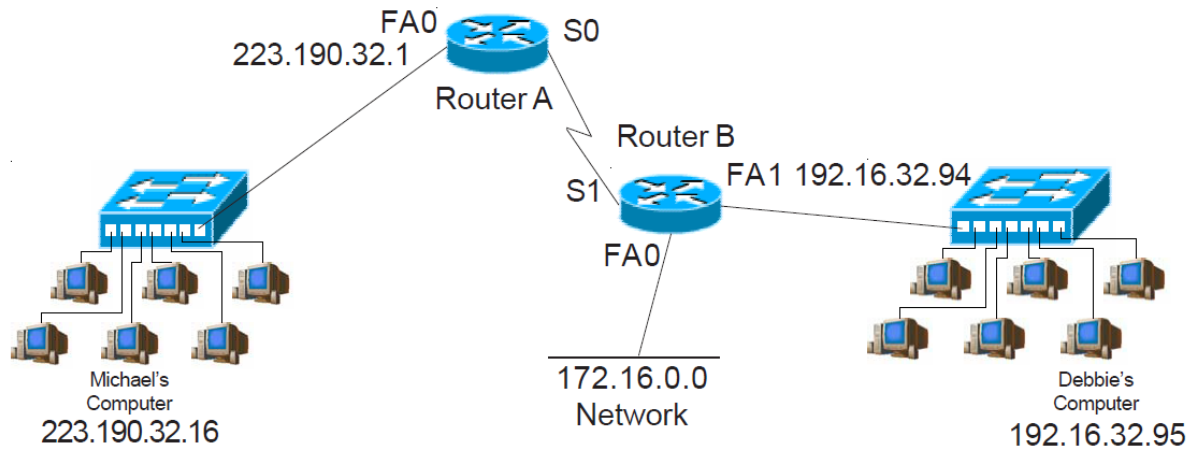 FA0
223.190.32.1
S0
Router A
Router B
S1
FA1 192.16.32.94
FA0
172.16.0.0
Network
Michael's
Computer
223.190.32.16
Debbie's
Computer
192.16.32.95